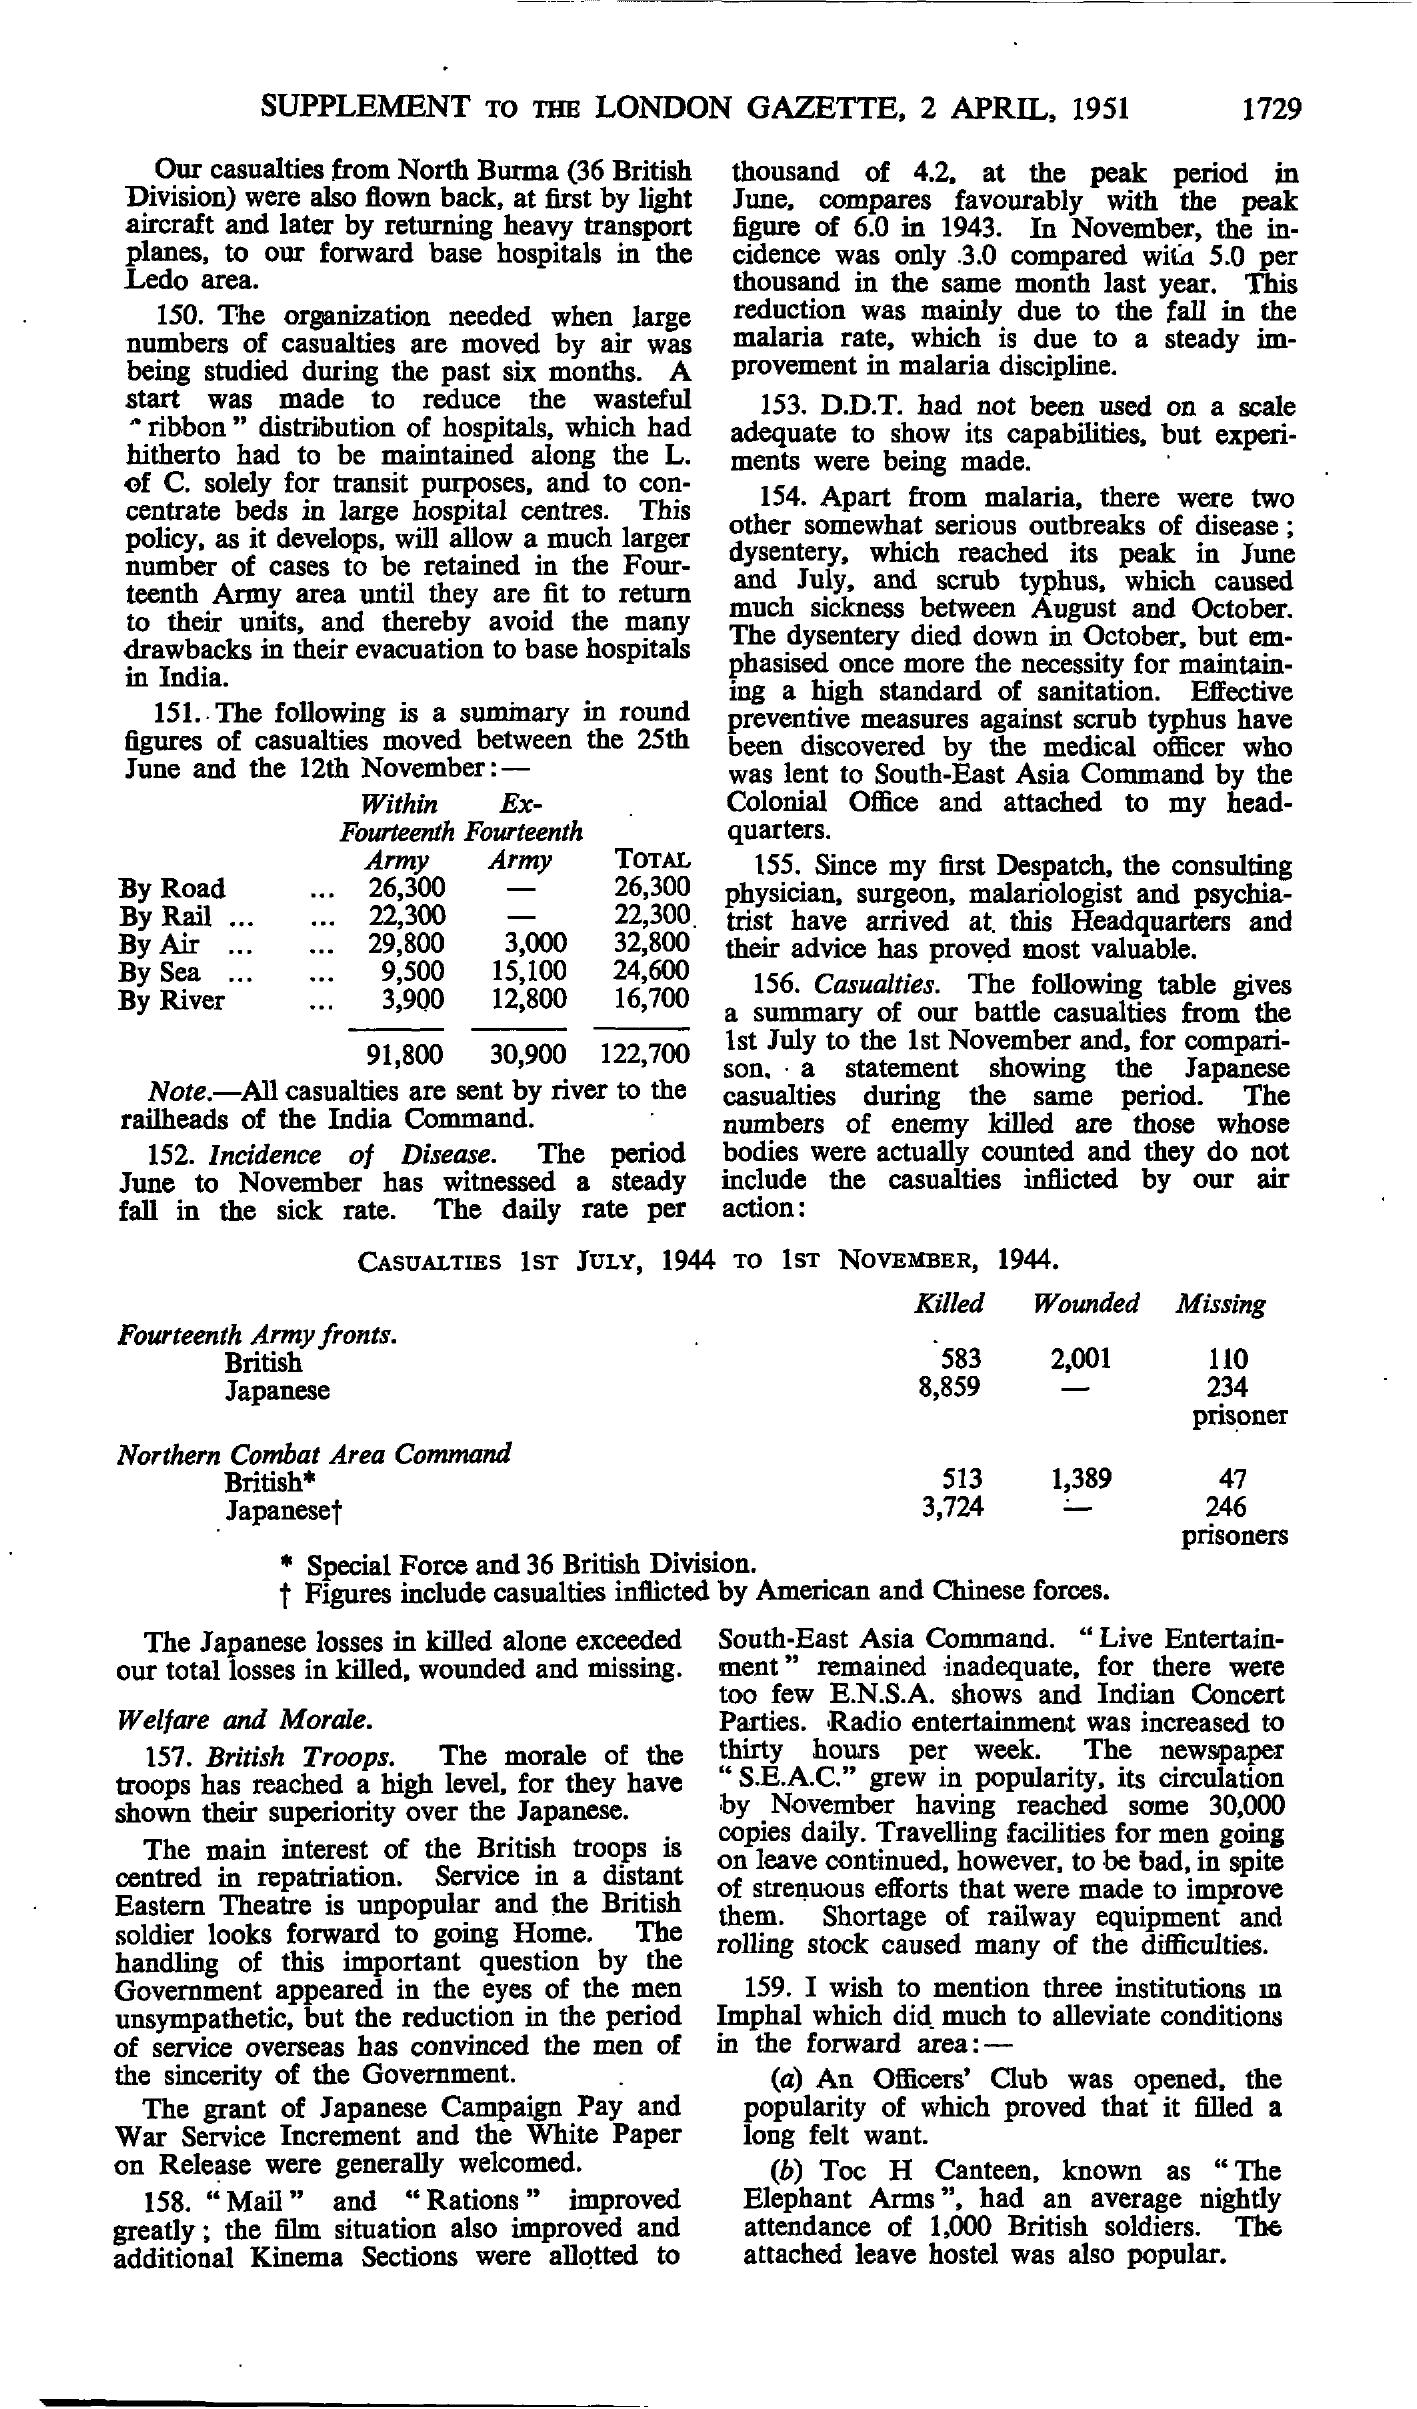 SUPPLEMENT TO THE LONDON GAZETTE, 2 APRIL, 1951 1729
Our casualties from North Burma (36 British
Division) were also flown back, at first by light
aircraft and later by returning heavy transport
planes, to our forward base hospitals in the
Ledo area.
150. The organization needed when large
numbers of casualties are moved by air was
being studied during the past six months. A
start was made to reduce the wasteful
" ribbon " distribution of hospitals, which had
hitherto had to be maintained along the L.
of C. solely for transit purposes, and to con-
centrate beds in large hospital centres. This
policy, as it develops, will allow a much larger
number of cases to be retained in the Four-
teenth Army area until they are fit to return
to their units, and thereby avoid the many
drawbacks in their evacuation to base hospitals
in India.
151. The following is a summary in round
figures of casualties moved between the 25th
June and the 12th November:—
Within Ex-
Fourteenth Fourteenth
Army Army TOTAL
By Road ... 26,300 — 26,300
By Rail ... ... 22,300 — 22,300
By Air ... ... 29,800 3,000 32,800
By Sea ... ... 9,500 15,100 24,600
By River ... 3,900 12,800 16,700
91,800 30,900 122,700
Note.—All casualties are sent by river to the
railheads of the India Command.
152. Incidence of Disease. The period
June to November has witnessed a steady
fall in the sick rate. The daily rate per
thousand of 4.2, at the peak period in
June, compares favourably with the peak
figure of 6.0 in 1943. In November, the in-
cidence was only 3.0 compared with 5.0 per
thousand in the same month last year. This
reduction was mainly due to the fall in the
malaria rate, which is due to a steady im-
provement in malaria discipline.
153. D.D.T. had not been used on a scale
adequate to show its capabilities, but experi-
ments were being made.
154. Apart from malaria, there were two
other somewhat serious outbreaks of disease ;
dysentery, which reached its peak in June
and July, and scrub typhus, which caused
much sickness between August and October.
The dysentery died down in October, but em-
phasised once more the necessity for maintain-
ing a high standard of sanitation. Effective
preventive measures against scrub typhus have
been discovered by the medical officer who
was lent to South-East Asia Command by the
Colonial Office and attached to my head-
quarters.
155. Since my first Despatch, the consulting
physician, surgeon, malariologist and psychia-
trist have arrived at this Headquarters and
their advice has proved most valuable.
156. Casualties. The following table gives
a summary of our battle casualties from the
1st July to the 1st November and, for compari-
son, a statement showing the Japanese
casualties during the same period. The
numbers of enemy killed are those whose
bodies were actually counted and they do not
include the casualties inflicted by our air
action:
CASUALTIES 1ST JULY, 1944 TO 1ST NOVEMBER, 1944.
Killed Wounded Missing
Fourteenth Army fronts.
British 583 2,001 110
Japanese 8,859 — 234
prisoner
Northern Combat Area Command
British* 513 1,389 47
Japanese† 3,724 — 246
prisoners
* Special Force and 36 British Division.
† Figures include casualties inflicted by American and Chinese forces.
The Japanese losses in killed alone exceeded
our total losses in killed, wounded and missing.
Welfare and Morale.
157. British Troops. The morale of the
troops has reached a high level, for they have
shown their superiority over the Japanese.
The main interest of the British troops is
centred in repatriation. Service in a distant
Eastern Theatre is unpopular and the British
soldier looks forward to going Home. The
handling of this important question by the
Government appeared in the eyes of the men
unsympathetic, but the reduction in the period
of service overseas has convinced the men of
the sincerity of the Government.
The grant of Japanese Campaign Pay and
War Service Increment and the White Paper
on Release were generally welcomed.
158. " Mail " and " Rations " improved
greatly ; the film situation also improved and
additional Kinema Sections were allotted to
South-East Asia Command. " Live Entertain-
ment " remained inadequate, for there were
too few E.N.S.A. shows and Indian Concert
Parties. Radio entertainment was increased to
thirty hours per week. The newspaper
" S.E.A.C." grew in popularity, its circulation
by November having reached some 30,000
copies daily. Travelling facilities for men going
on leave continued, however, to be bad, in spite
of strenuous efforts that were made to improve
them. Shortage of railway equipment and
rolling stock caused many of the difficulties.
159. I wish to mention three institutions in
Imphal which did much to alleviate conditions
in the forward area:—
(a) An Officers' Club was opened, the
popularity of which proved that it filled a
long felt want.
(b) Toc H Canteen, known as " The
Elephant Arms ", had an average nightly
attendance of 1,000 British soldiers. The
attached leave hostel was also popular.